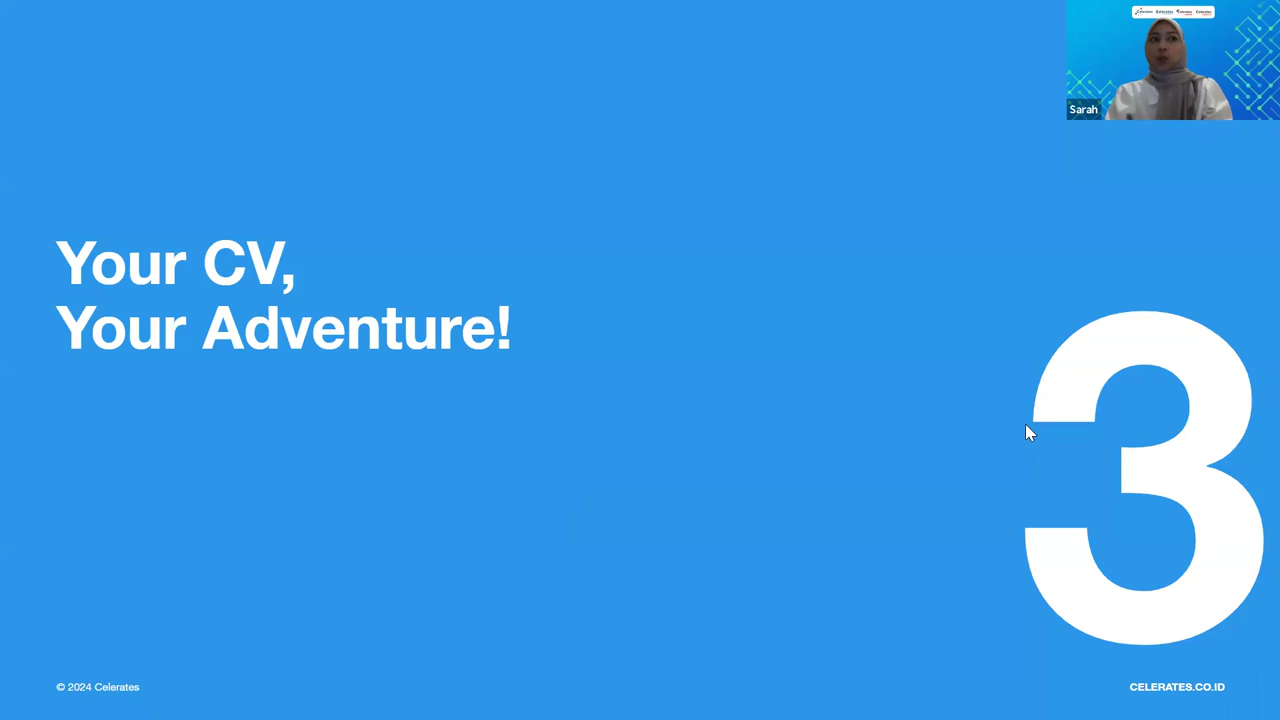 Sarah
Your CV,
Your Adventure!
3
© 2024 Celerates
CELERATES.CO.ID